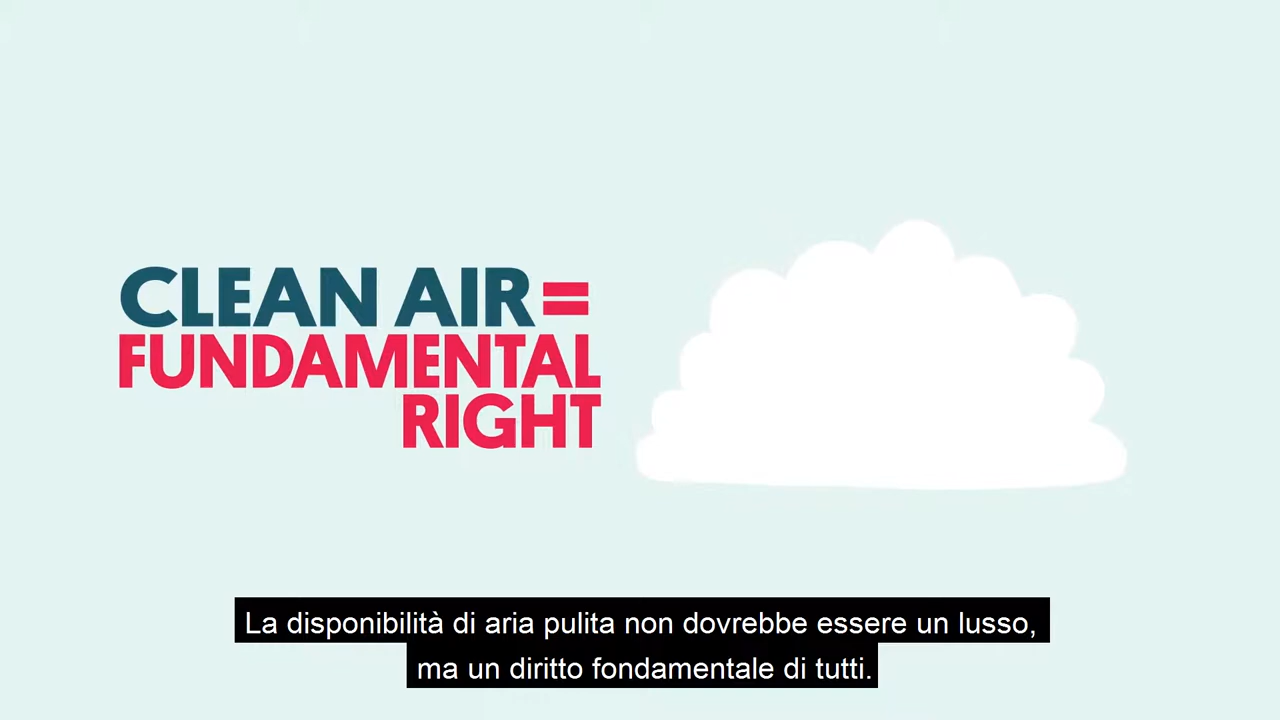 CLEAN AIR =
FUNDAMENTAL
RIGHT
La disponibilità di aria pulita non dovrebbe essere un lusso,
ma un diritto fondamentale di tutti.